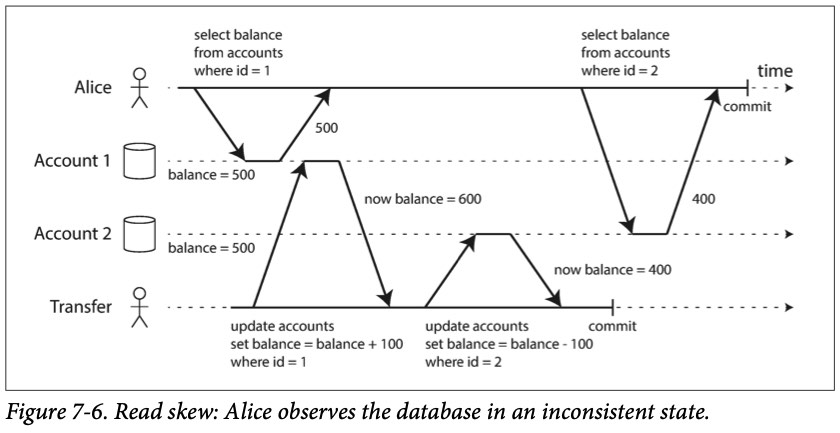 select balance
from accounts
where id = 1
select balance
from accounts
where id = 2
time
Alice
commit
500
Account 1
balance = 500
now balance = 600
400
Account 2
balance = 500
now balance = 400
Transfer
update accounts
set balance = balance + 100
where id = 1
update accounts
set balance = balance - 100
where id = 2
commit
Figure 7-6. Read skew: Alice observes the database in an inconsistent state.